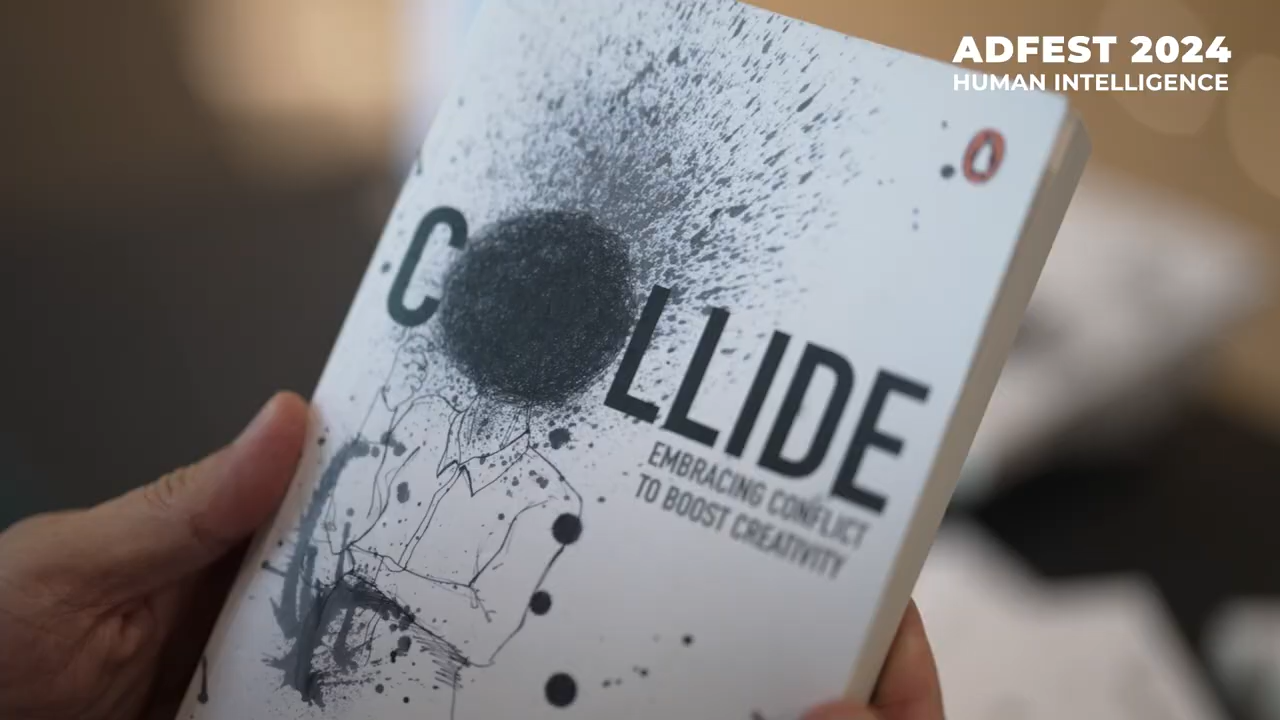 ADFEST 2024
HUMAN INTELLIGENCE
COLLIDE
EMBRACING CONFLICT
TO BOOST CREATIVITY